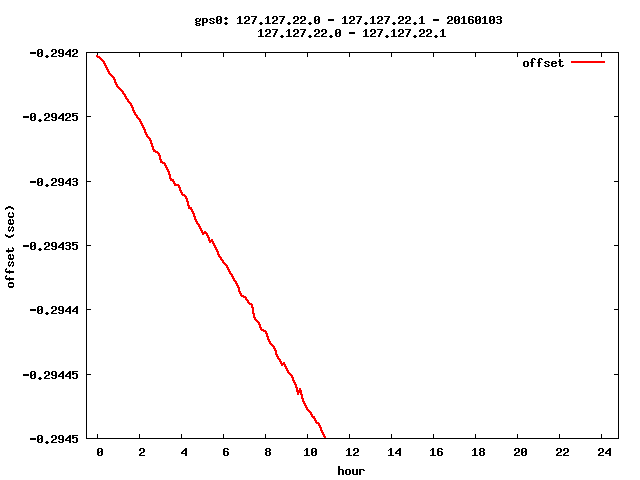 gps0: 127.127.22.0 - 127.127.22.1 - 20160103
127.127.22.0 - 127.127.22.1
offset
-0.2942
-0.29425
-0.2943
-0.29435
-0.2944
-0.29445
-0.2945
offset (sec)
0 2 4 6 8 10 12 14 16 18 20 22 24
hour